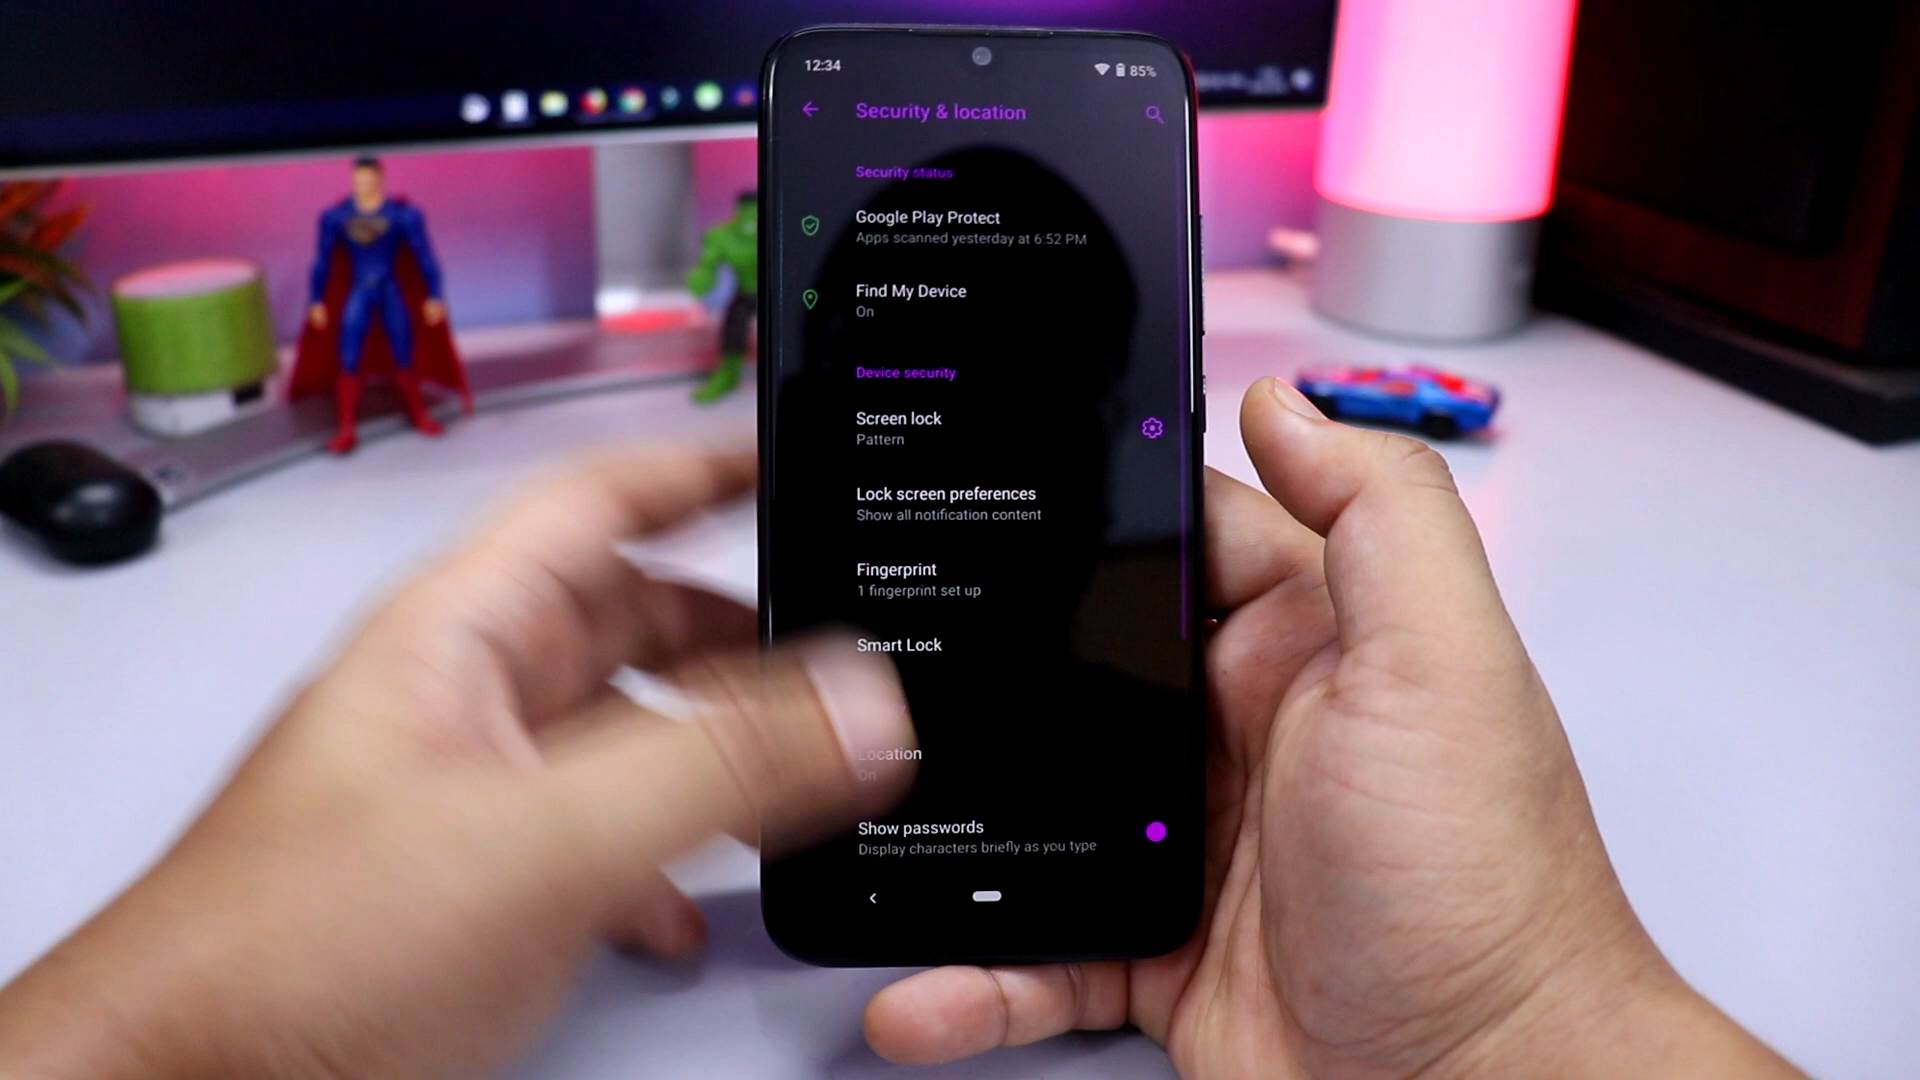 12:34
85%
Security & location
Security status
Google Play Protect
Apps scanned yesterday at 6:52 PM
Find My Device
On
Device security
Screen lock
Pattern
Lock screen preferences
Show all notification content
Fingerprint
1 fingerprint set up
Smart Lock
Location
On
Show passwords
Display characters briefly as you type